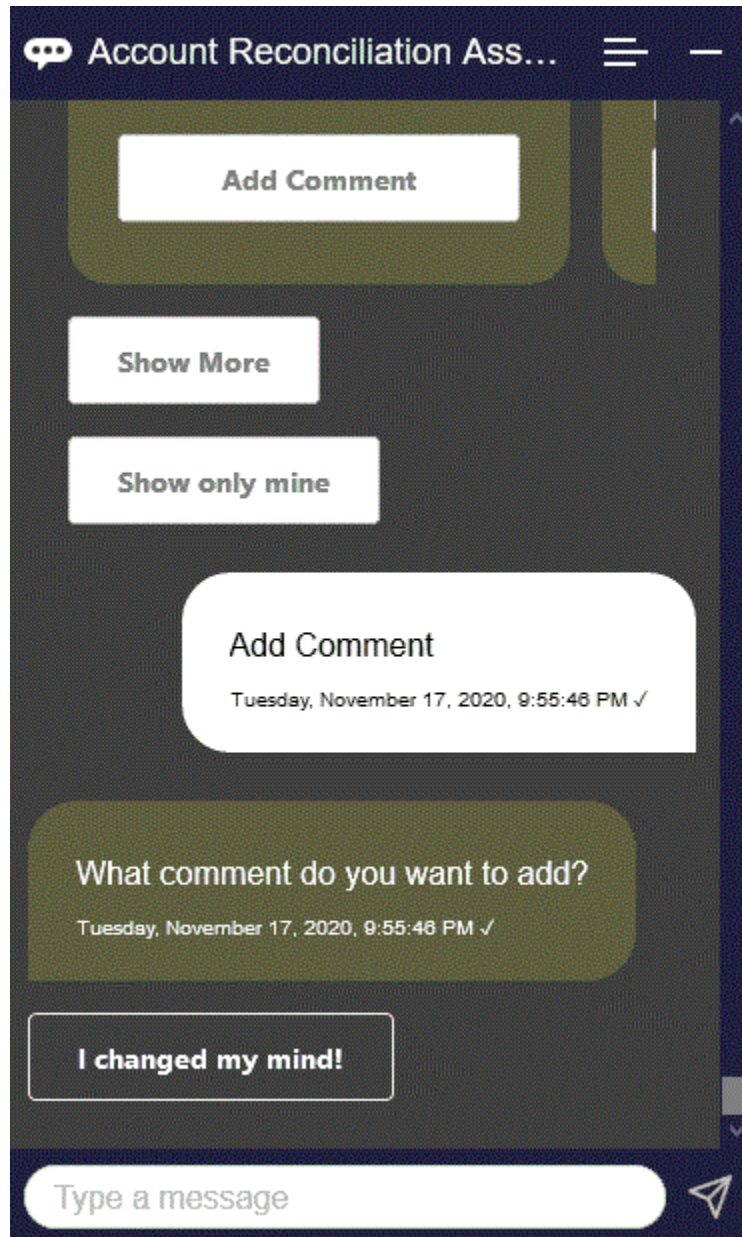 Account Reconciliation Ass...
Add Comment
Show More
Show only mine
Add Comment
Tuesday, November 17, 2020, 9:55:46 PM ✓
What comment do you want to add?
Tuesday, November 17, 2020, 9:55:46 PM ✓
I changed my mind!
Type a message